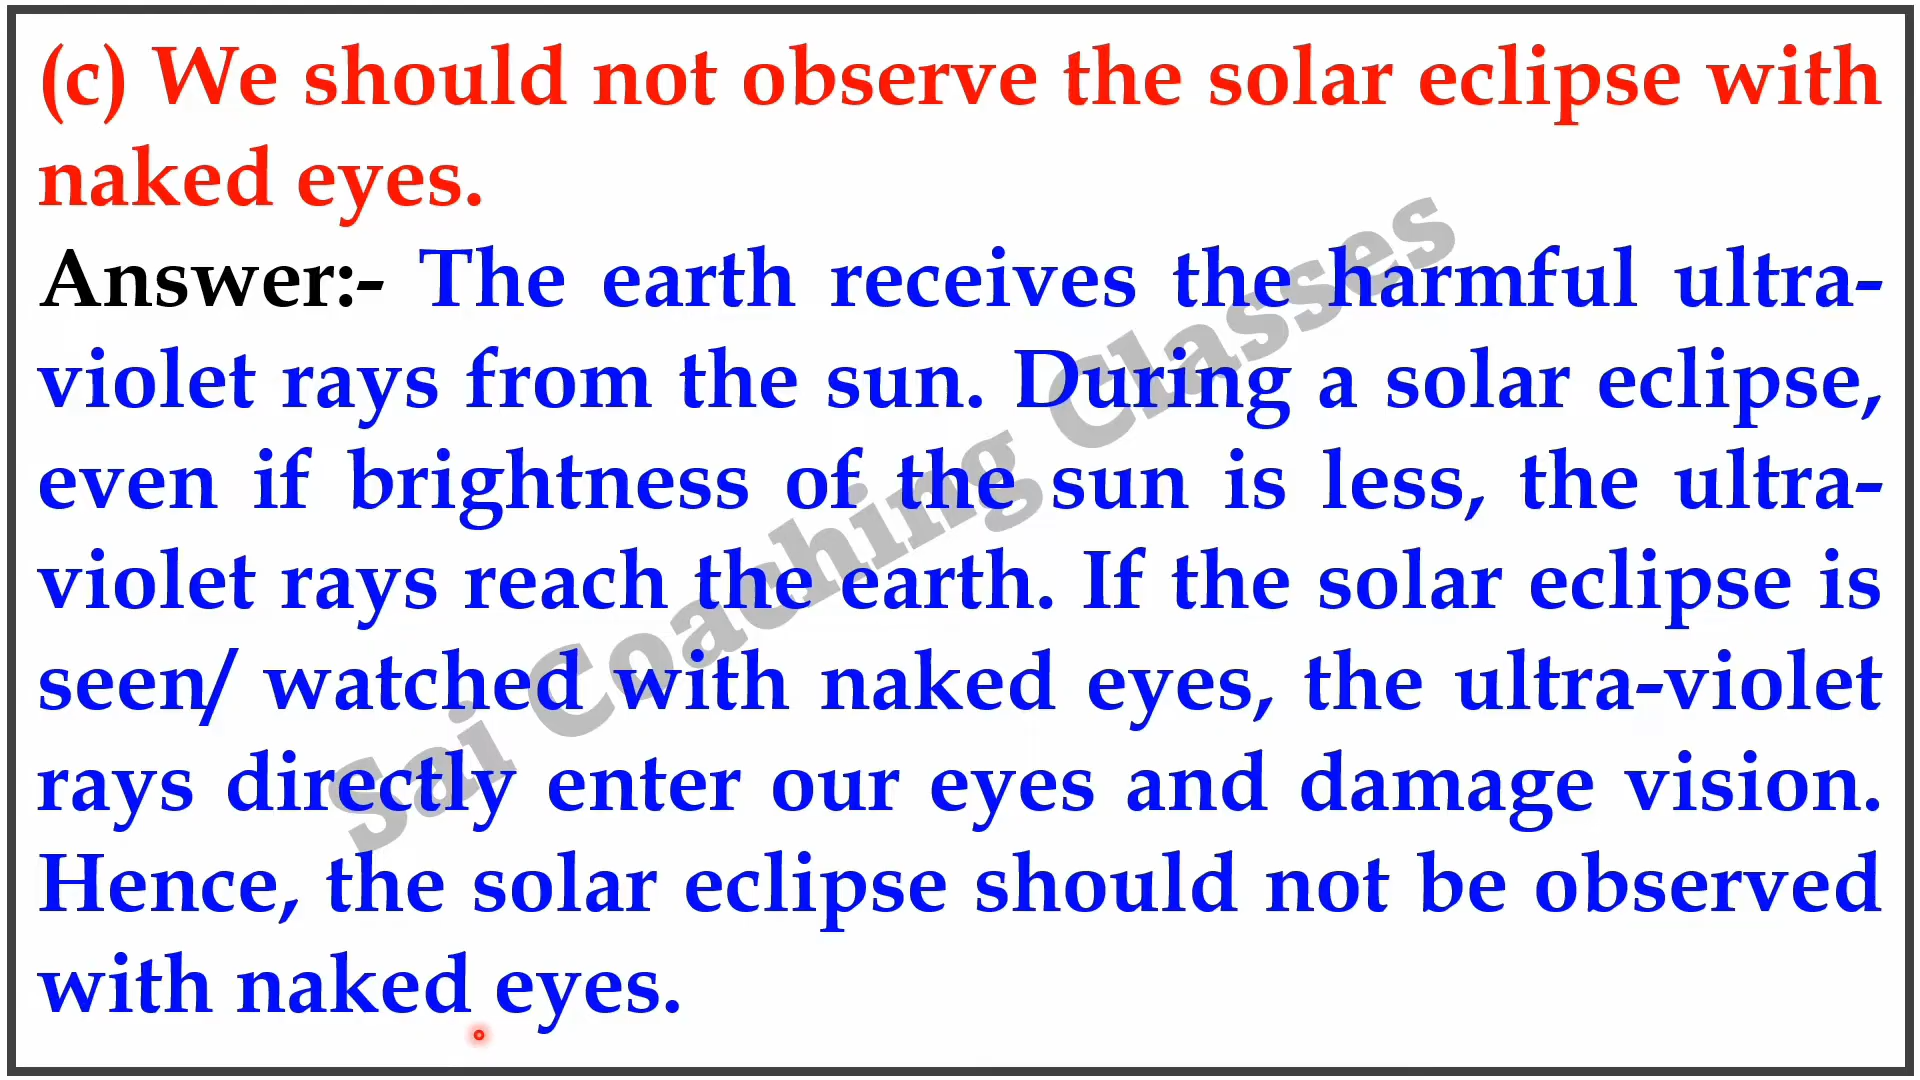 (c) We should not observe the solar eclipse with
naked eyes.
Answer:- The earth receives the harmful ultra-
violet rays from the sun. During a solar eclipse,
even if brightness of the sun is less, the ultra-
violet rays reach the earth. If the solar eclipse is
seen/ watched with naked eyes, the ultra-violet
rays directly enter our eyes and damage vision.
Hence, the solar eclipse should not be observed
with naked eyes.
Sai Coaching Classes